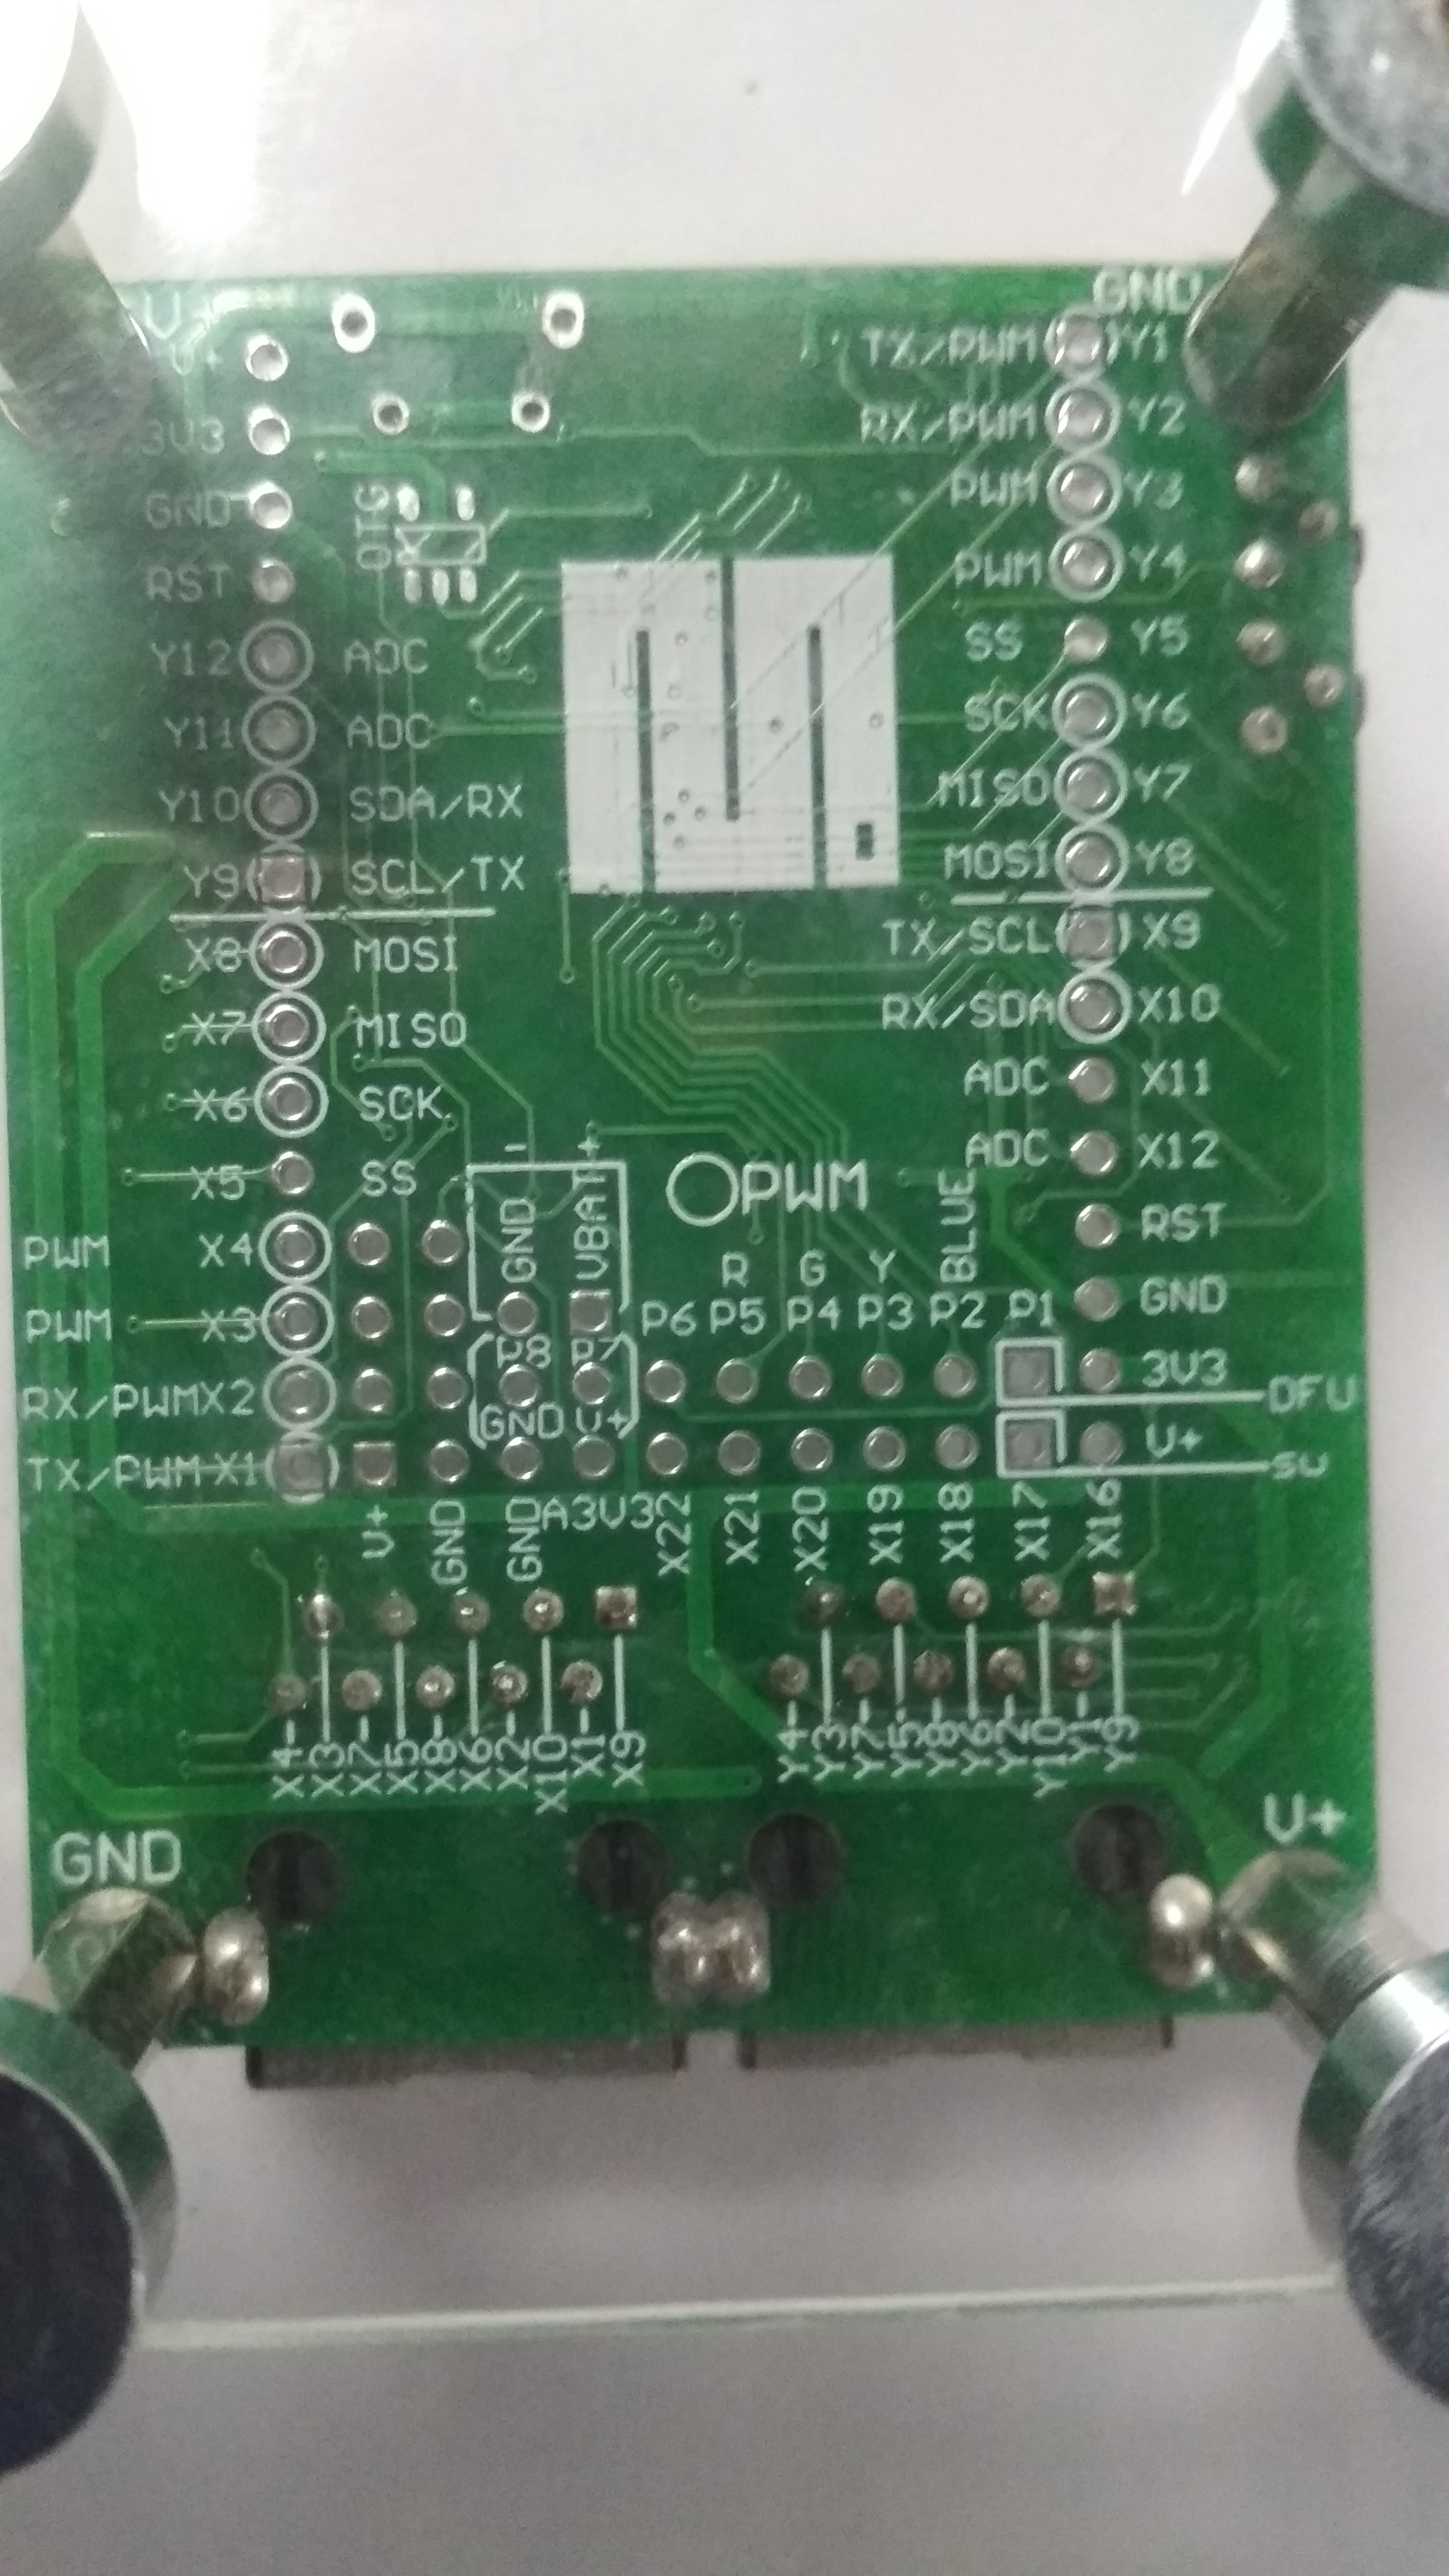 V+ GND
V+ TX/PWM Y1
3V3 RX/PWM Y2
GND OTG PWM Y3
RST PWM Y4
Y12 ADC SS Y5
Y11 ADC SCK Y6
Y10 SDA/RX MISO Y7
Y9 SCL/TX MOSI Y8
X8 MOSI TX/SCL X9
X7 MISO RX/SDA X10
X6 SCK ADC X11
X5 SS GND - VBAT+ PWM ADC X12
PWM X4 R G Y BLUE RST
PWM X3 P6 P5 P4 P3 P2 P1 GND
P8 P7
RX/PWM X2 3V3 DFU
GND V+
TX/PWM X1 V+ SW
V+ GND GND A3V3 X22 X21 X20 X19 X18 X17 X16
X4 X3 X7 X5 X8 X6 X2 X10 X1 X9 Y4 Y3 Y7 Y5 Y8 Y6 Y2 Y10 Y1 Y9
GND V+